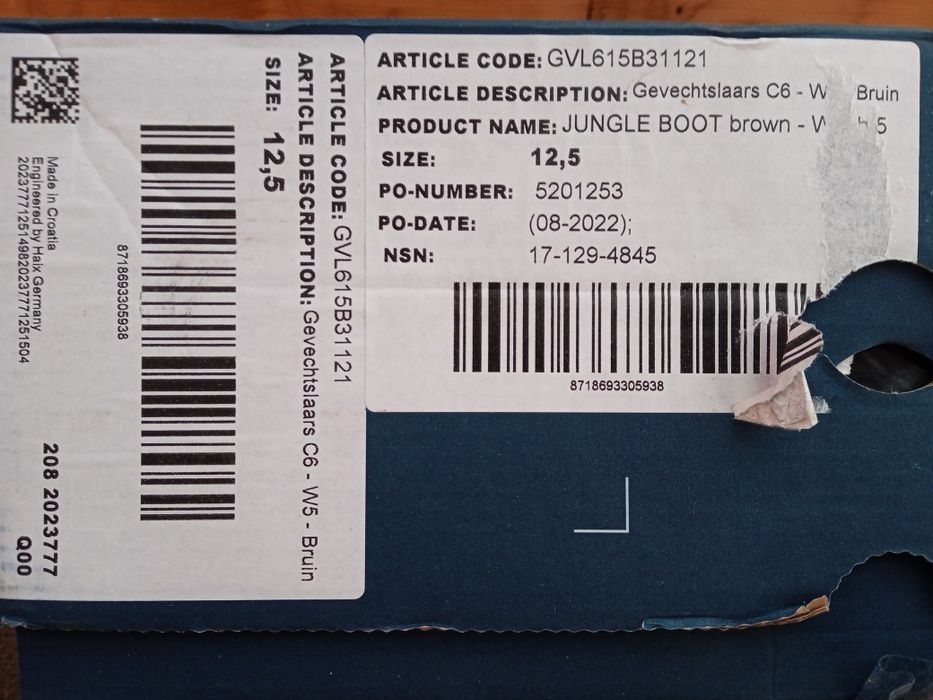 ARTICLE CODE: GVL615B31121
ARTICLE DESCRIPTION: Gevechtslaars C6 - W Bruin
PRODUCT NAME: JUNGLE BOOT brown - W h 5
SIZE: 12,5
PO-NUMBER: 5201253
PO-DATE: (08-2022);
NSN: 17-129-4845
8718693305938
ARTICLE CODE: GVL615B31121
ARTICLE DESCRIPTION: Gevechtslaars C6 - W5 - Bruin
SIZE: 12,5
8718693305938
Made in Croatia
Engineered by Haix Germany
20237771251498202377712515​04
208 2023777
Q00